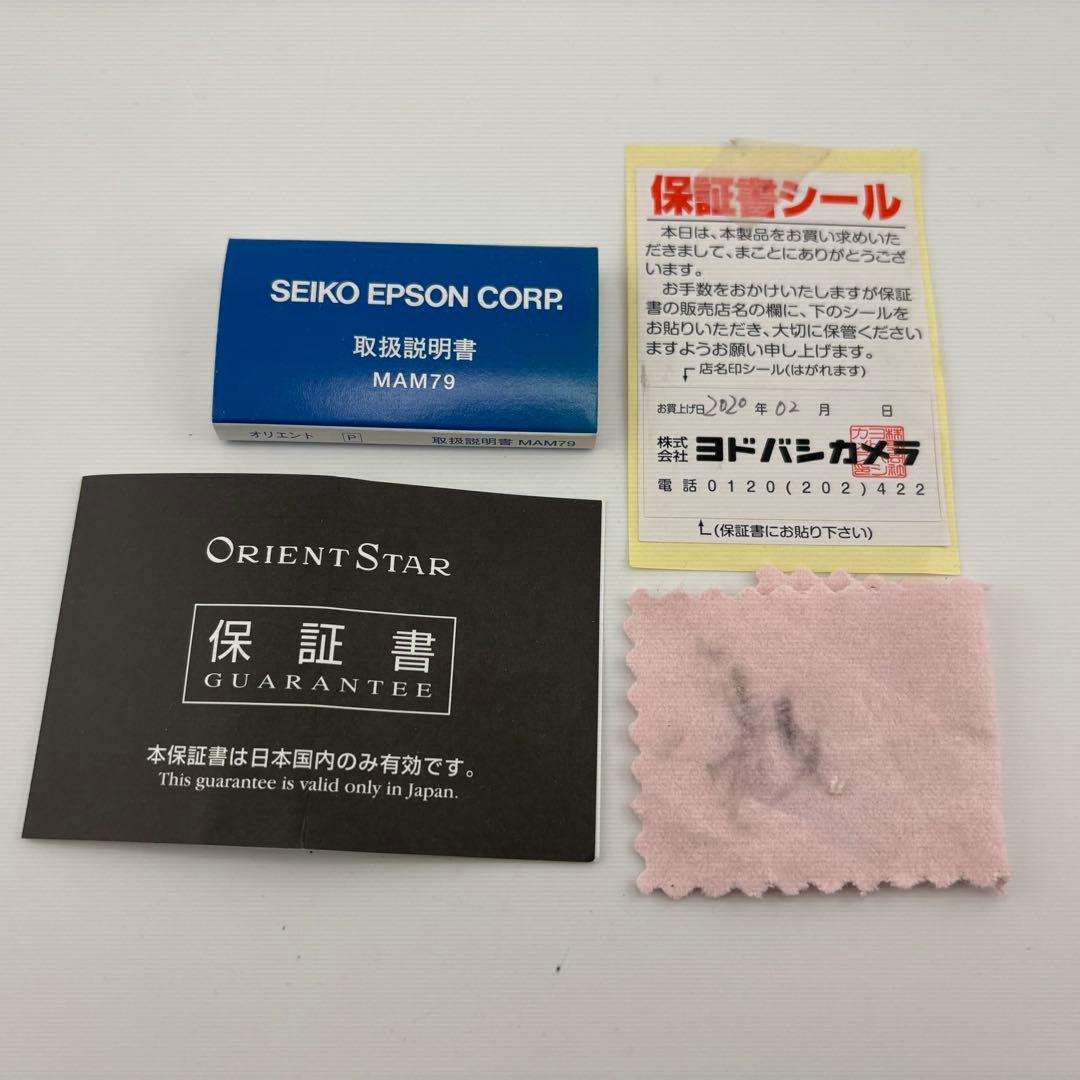 SEIKO EPSON CORP.
取扱説明書
MAM79
オリエント P 取扱説明書 MAM79
保証書シール
本日は、本製品をお買い求めいた
だきまして、まことにありがとうござ
います。
お手数をおかけいたしますが保証
書の販売店名の欄に、下のシールを
お貼りいただき、大切に保管ください
ますようお願い申し上げます。
店名印シール(はがれます)
お買上げ日 2020 年 02 月 日
株式会社 ヨドバシカメラ
電話 0120(202)422
(保証書にお貼り下さい)
ORIENT STAR
保証書
GUARANTEE
本保証書は日本国内のみ有効です。
This guarantee is valid only in Japan.